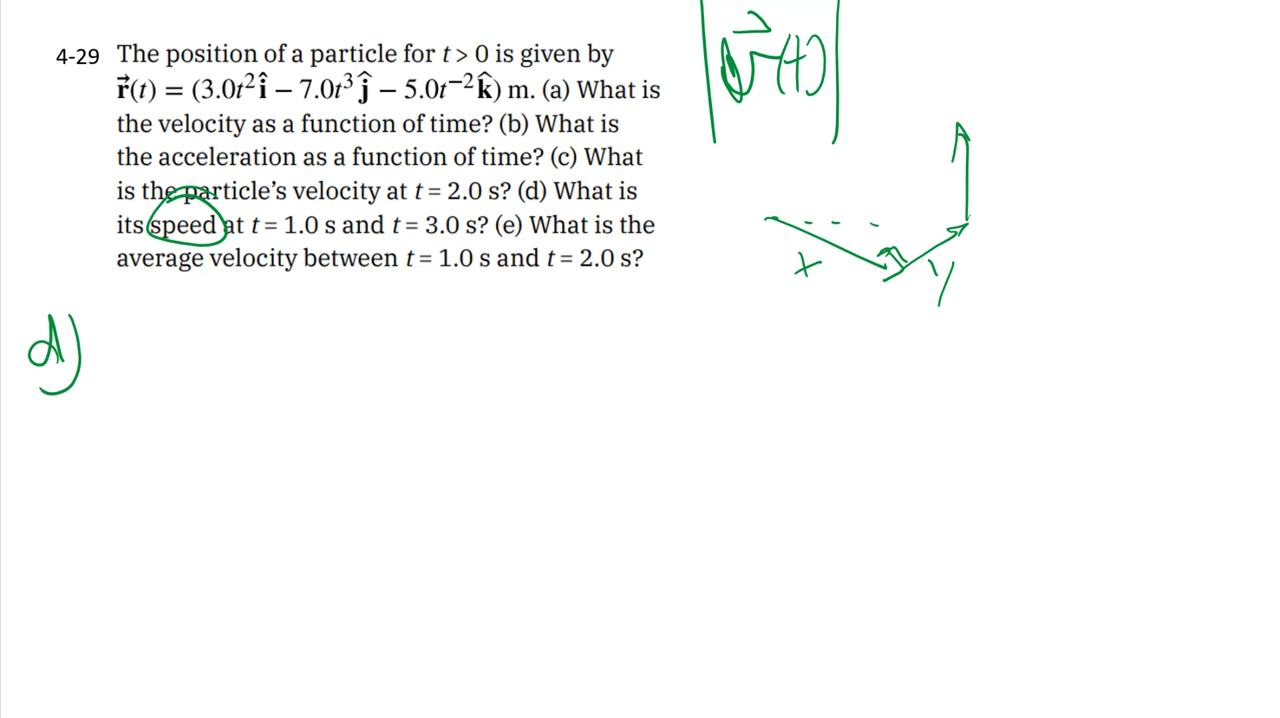 4-29 The position of a particle for t > 0 is given by
r⃗(t) = (3.0t²î − 7.0t³ĵ − 5.0t⁻²k̂) m. (a) What is
the velocity as a function of time? (b) What is
the acceleration as a function of time? (c) What
is the particle's velocity at t = 2.0 s? (d) What is
its speed at t = 1.0 s and t = 3.0 s? (e) What is the
average velocity between t = 1.0 s and t = 2.0 s?
x
y
d)